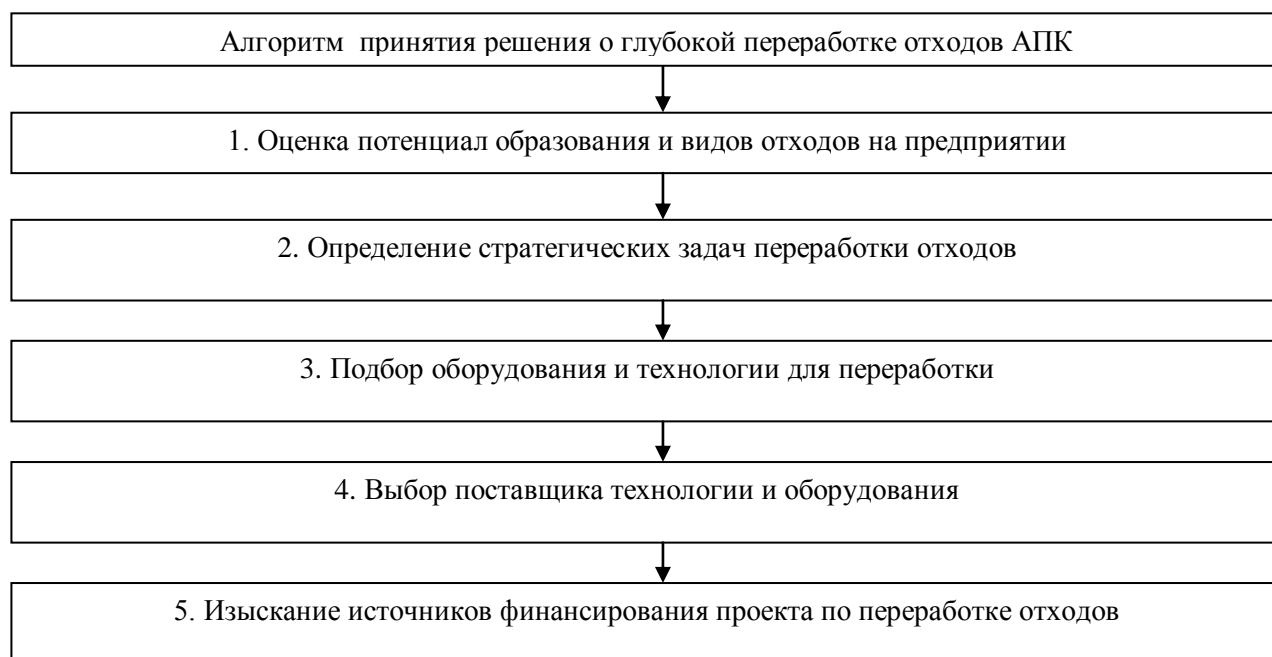 Алгоритм принятия решения о глубокой переработке отходов АПК
1. Оценка потенциал образования и видов отходов на предприятии
2. Определение стратегических задач переработки отходов
3. Подбор оборудования и технологии для переработки
4. Выбор поставщика технологии и оборудования
5. Изыскание источников финансирования проекта по переработке отходов